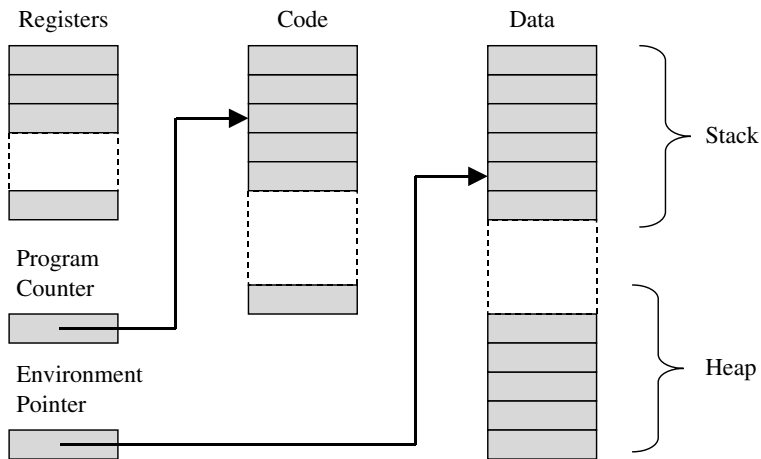 Registers
Code
Data
Stack
Program
Counter
Environment
Pointer
Heap